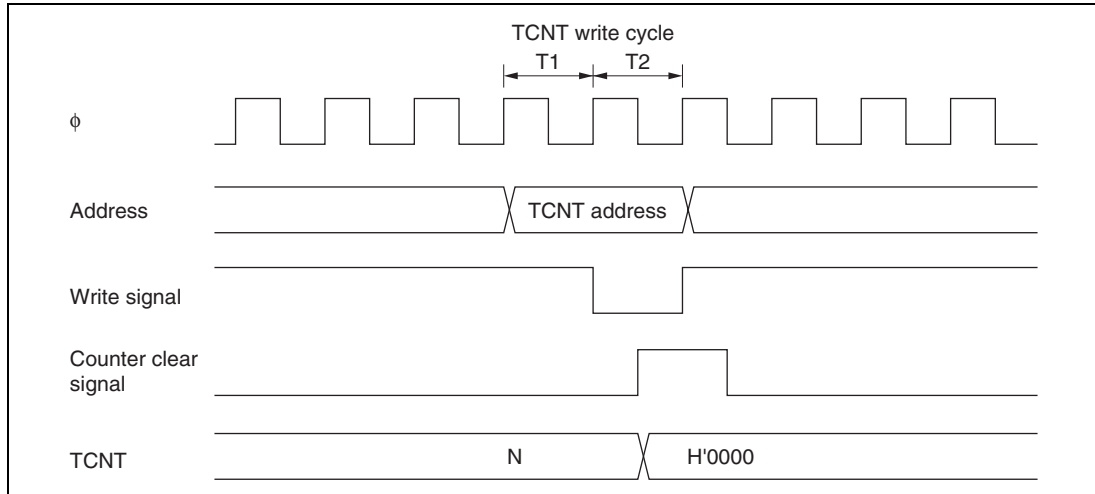 TCNT write cycle
T1 T2
ϕ
Address
TCNT address
Write signal
Counter clear
signal
TCNT
N
H'0000